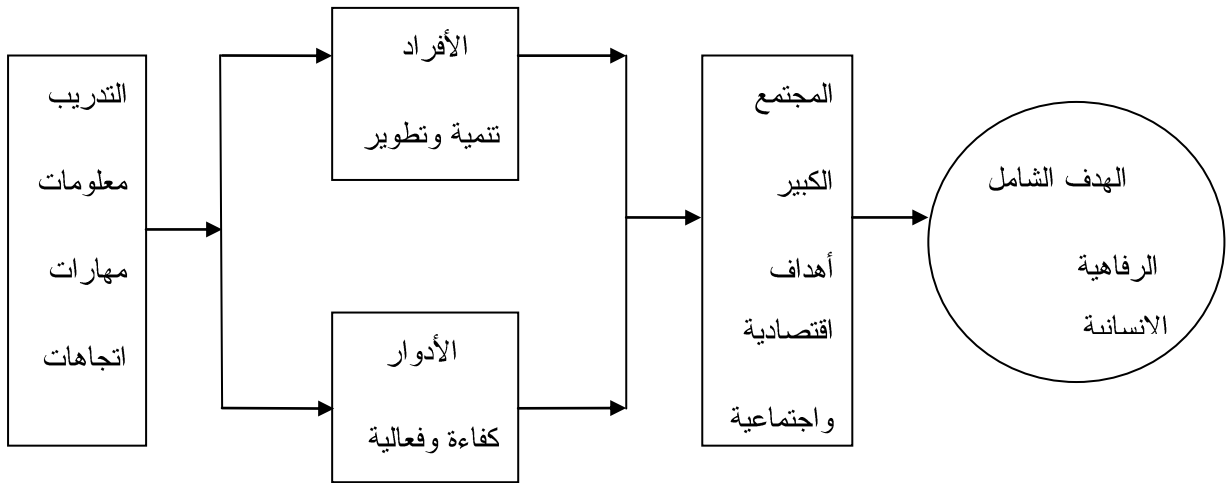 التدريب
معلومات
مهارات
اتجاهات
الأفراد
تنمية وتطوير
الأدوار
كفاءة وفعالية
المجتمع
الكبير
أهداف
اقتصادية
واجتماعية
الهدف الشامل
الرفاهية
الانسانية